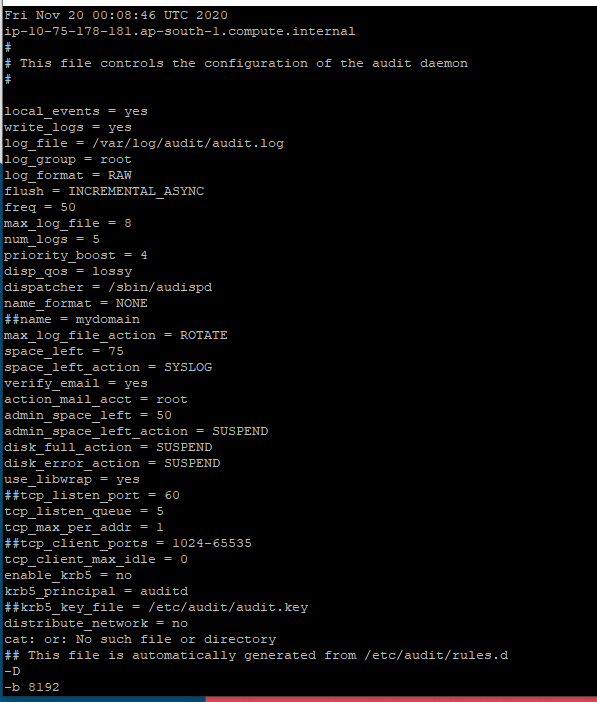 Fri Nov 20 00:08:46 UTC 2020
ip-10-75-178-181.ap-south-1.compute.internal
#
# This file controls the configuration of the audit daemon
#
local_events = yes
write_logs = yes
log_file = /var/log/audit/audit.log
log_group = root
log_format = RAW
flush = INCREMENTAL_ASYNC
freq = 50
max_log_file = 8
num_logs = 5
priority_boost = 4
disp_qos = lossy
dispatcher = /sbin/audispd
name_format = NONE
##name = mydomain
max_log_file_action = ROTATE
space_left = 75
space_left_action = SYSLOG
verify_email = yes
action_mail_acct = root
admin_space_left = 50
admin_space_left_action = SUSPEND
disk_full_action = SUSPEND
disk_error_action = SUSPEND
use_libwrap = yes
##tcp_listen_port = 60
tcp_listen_queue = 5
tcp_max_per_addr = 1
##tcp_client_ports = 1024-65535
tcp_client_max_idle = 0
enable_krb5 = no
krb5_principal = auditd
##krb5_key_file = /etc/audit/audit.key
distribute_network = no
cat: or: No such file or directory
## This file is automatically generated from /etc/audit/rules.d
-D
-b 8192